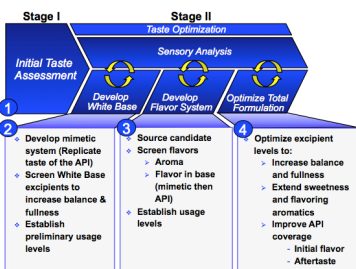 Stage I
Stage II
Taste Optimization
Sensory Analysis
Initial Taste
Assessment
Develop
White Base
Develop
Flavor System
Optimize Total
Formulation
1
2
Develop mimetic
system (Replicate
taste of the API)
Screen White Base
excipients to
increase balance &
fullness
Establish
preliminary usage
levels
3
Source candidate
Screen flavors
Aroma
Flavor in base
(mimetic then
API)
Establish usage
levels
4
Optimize excipient
levels to:
Increase balance
and fullness
Extend sweetness
and flavoring
aromatics
Improve API
coverage
- Initial flavor
- Aftertaste